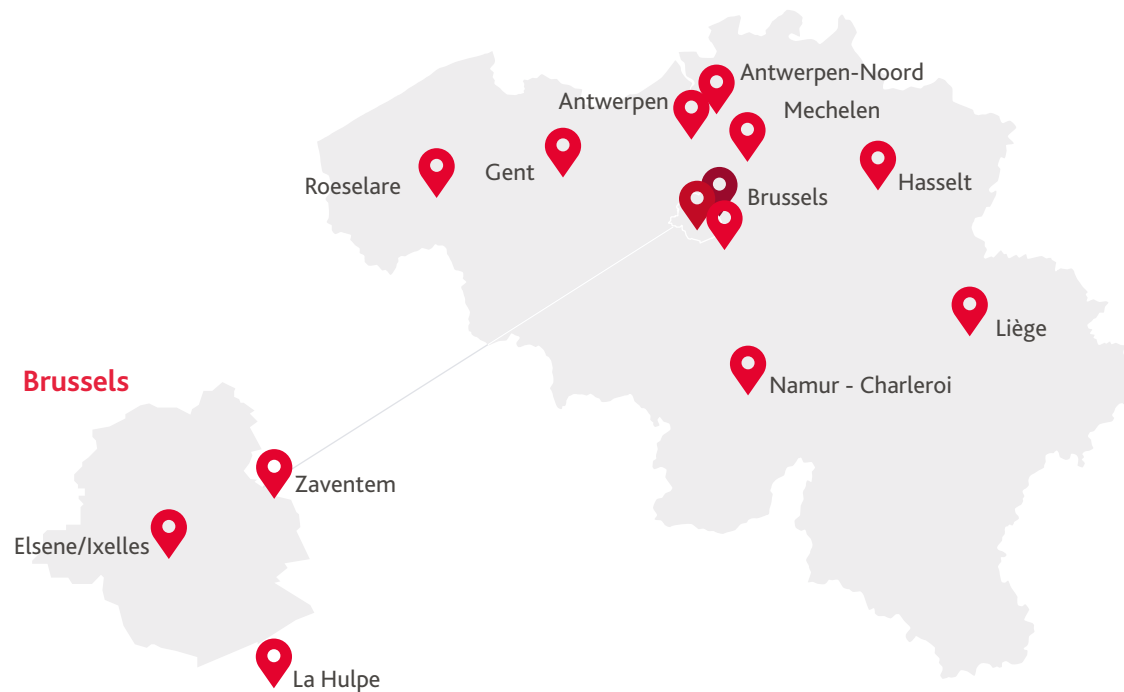 Antwerpen-Noord
Antwerpen
Mechelen
Gent
Roeselare
Hasselt
Brussels
Liège
Namur - Charleroi
Brussels
Zaventem
Elsene/Ixelles
La Hulpe